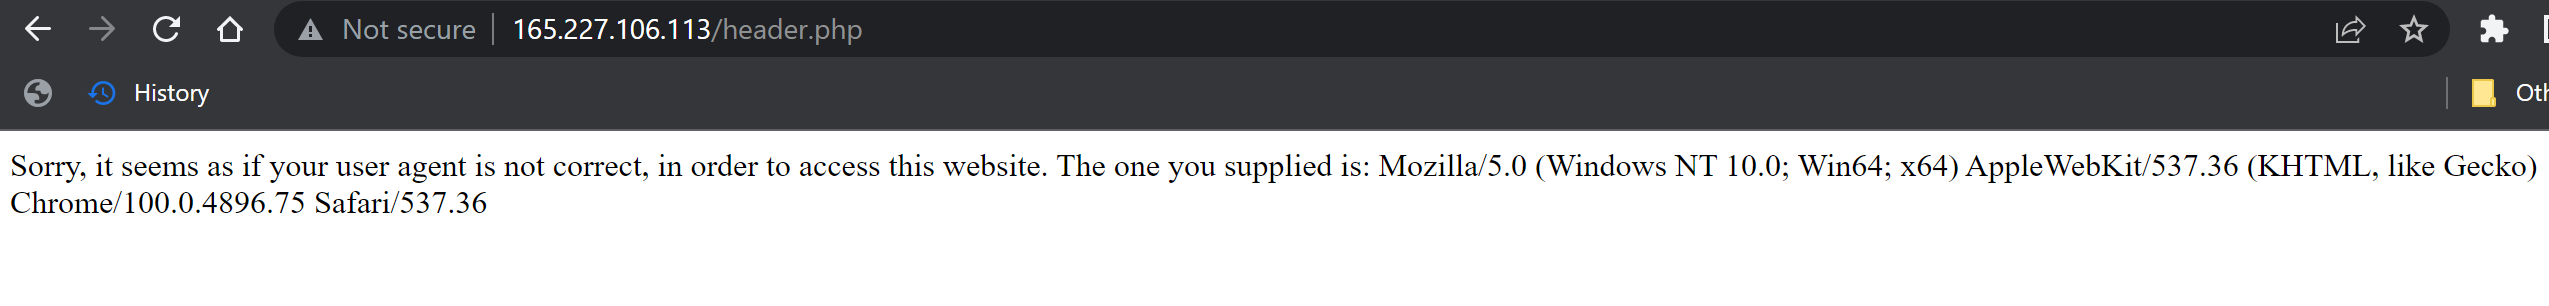 Not secure 165.227.106.113/header.php
History
Sorry, it seems as if your user agent is not correct, in order to access this website. The one you supplied is: Mozilla/5.0 (Windows NT 10.0; Win64; x64) AppleWebKit/537.36 (KHTML, like Gecko)
Chrome/100.0.4896.75 Safari/537.36